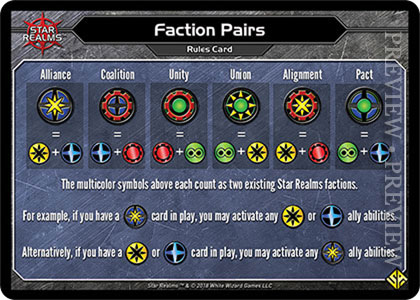 STAR REALMS
Faction Pairs
Rules Card
Alliance Coalition Unity Union Alignment Pact
= = = = = =
+ + + + + +
The multicolor symbols above each count as two existing Star Realms factions.
For example, if you have a card in play, you may activate any or ally abilities.
Alternatively, if you have a or card in play, you may activate any ally abilities.
Star Realms ™ & © 2018 White Wizard Games LLC
PREVIEW • PREVIEW